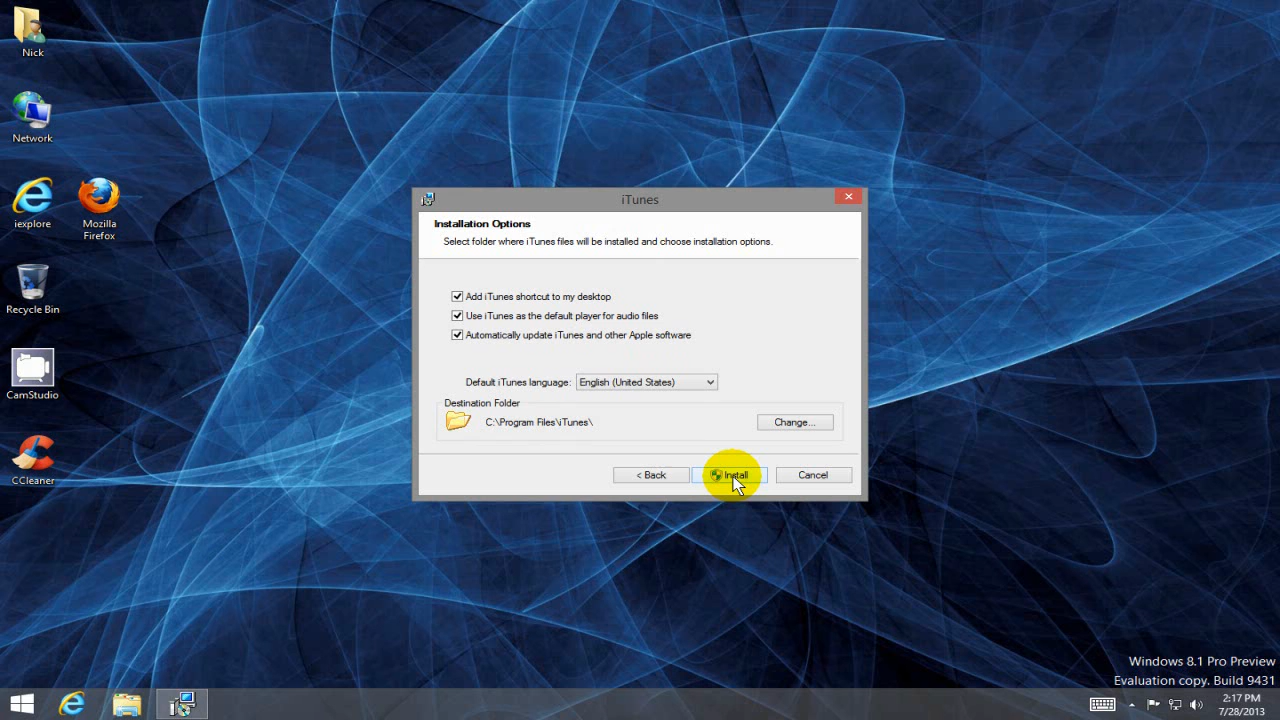 Nick
Network
iexplore
Mozilla
Firefox
Recycle Bin
CamStudio
CCleaner
iTunes
Installation Options
Select folder where iTunes files will be installed and choose installation options.
Add iTunes shortcut to my desktop
Use iTunes as the default player for audio files
Automatically update iTunes and other Apple software
Default iTunes language: English (United States)
Destination Folder
C:\Program Files\iTunes\ Change...
< Back Install Cancel
Windows 8.1 Pro Preview
Evaluation copy. Build 9431
2:17 PM
7/28/2013